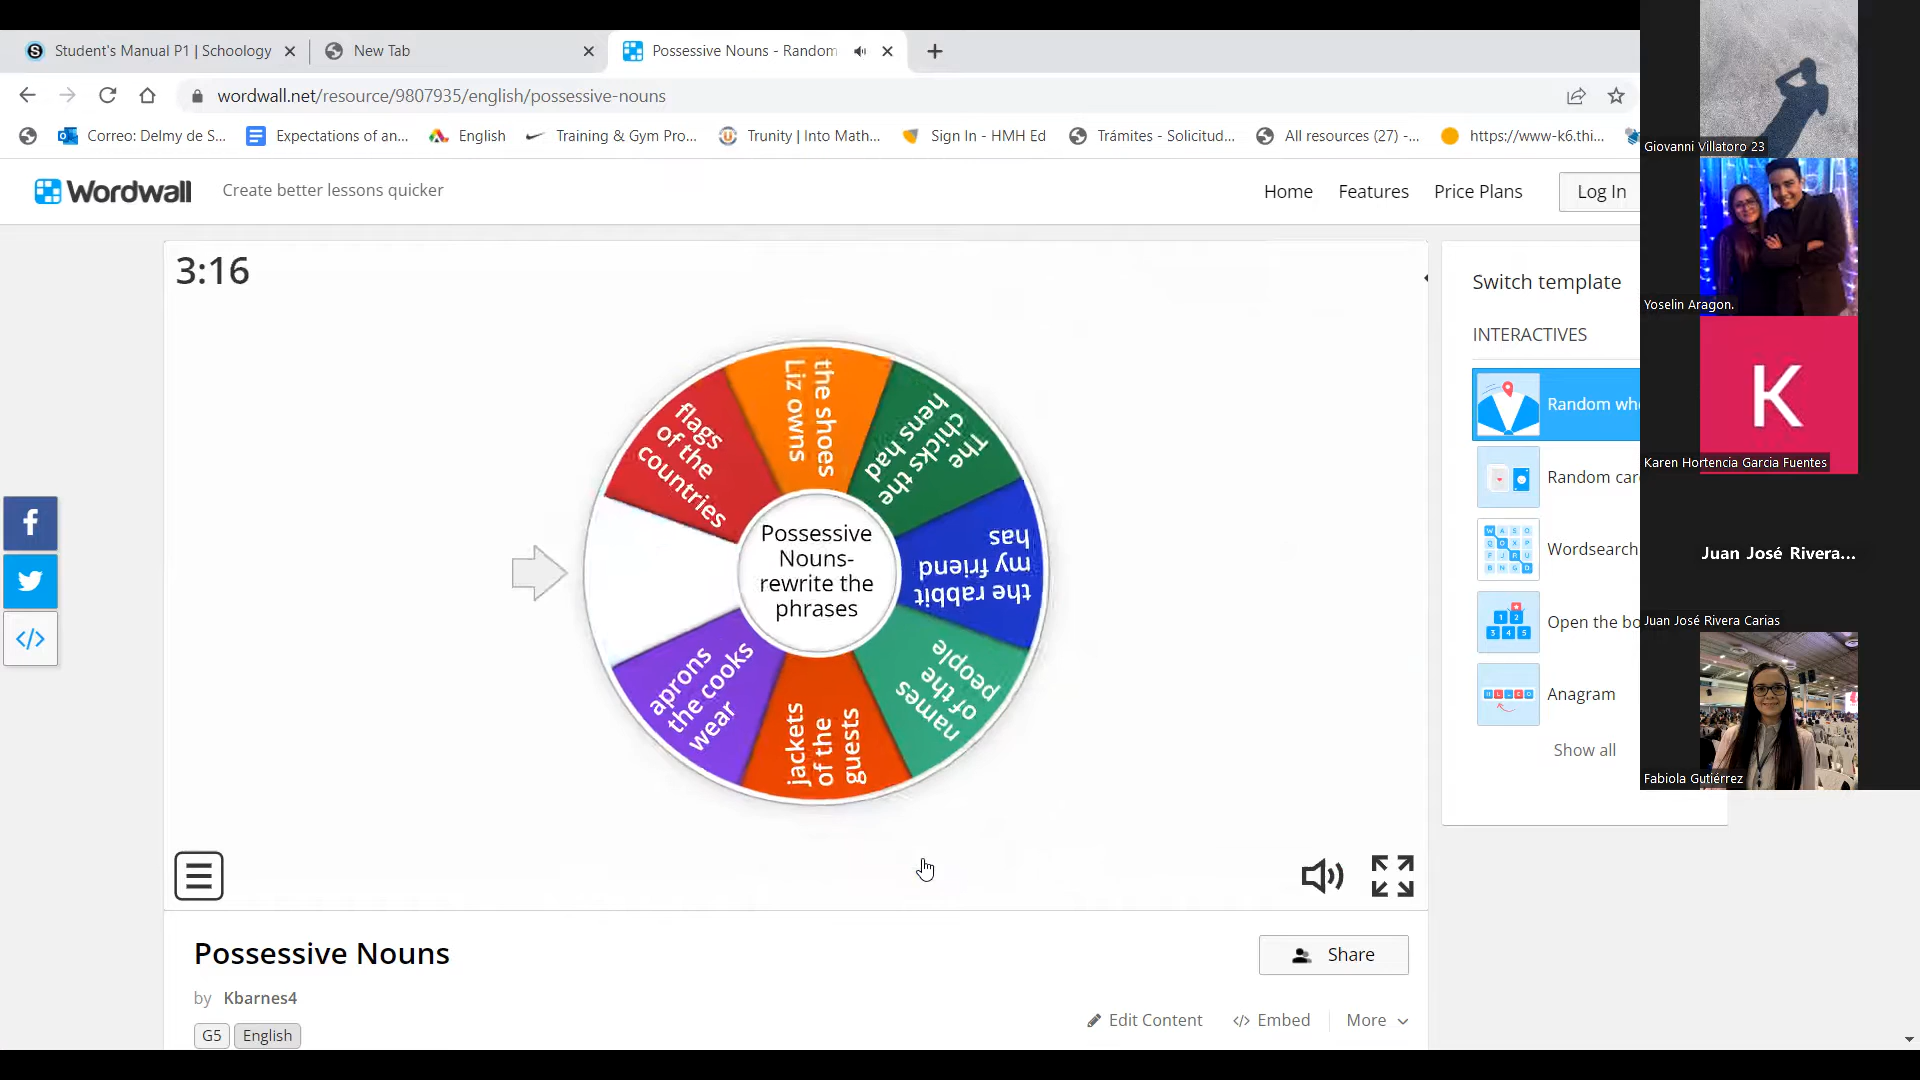 Student's Manual P1 | Schoology
New Tab
Possessive Nouns - Random
wordwall.net/resource/9807935/english/possessive-nouns
Correo: Delmy de S...
Expectations of an...
English
Training & Gym Pro...
Trunity | Into Math...
Sign In - HMH Ed
Trámites - Solicitud...
All resources (27) -...
https://www-k6.thi...
Wordwall
Create better lessons quicker
Home
Features
Price Plans
Log In
3:16
the shoes
Liz owns
The
chicks the
hens had
the rabbit
my friend
has
names
of the
people
jackets
of the
guests
aprons
the cooks
wear
flags
of the
countries
Possessive
Nouns-
rewrite the
phrases
Switch template
INTERACTIVES
Random whe
Random car
Wordsearch
Open the bo
Anagram
Show all
Possessive Nouns
by Kbarnes4
G5
English
Share
Edit Content
Embed
More
Giovanni Villatoro 23
Yoselin Aragon.
K
Karen Hortencia Garcia Fuentes
Juan José Rivera...
Juan José Rivera Carias
Fabiola Gutiérrez